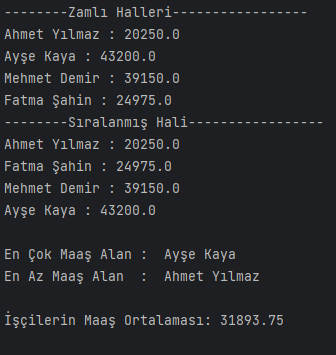 --------Zamlı Halleri----------------
Ahmet Yılmaz : 20250.0
Ayşe Kaya : 43200.0
Mehmet Demir : 39150.0
Fatma Şahin : 24975.0
--------Sıralanmış Hali----------------
Ahmet Yılmaz : 20250.0
Fatma Şahin : 24975.0
Mehmet Demir : 39150.0
Ayşe Kaya : 43200.0
En Çok Maaş Alan :  Ayşe Kaya
En Az Maaş Alan  :  Ahmet Yılmaz
İşçilerin Maaş Ortalaması: 31893.75